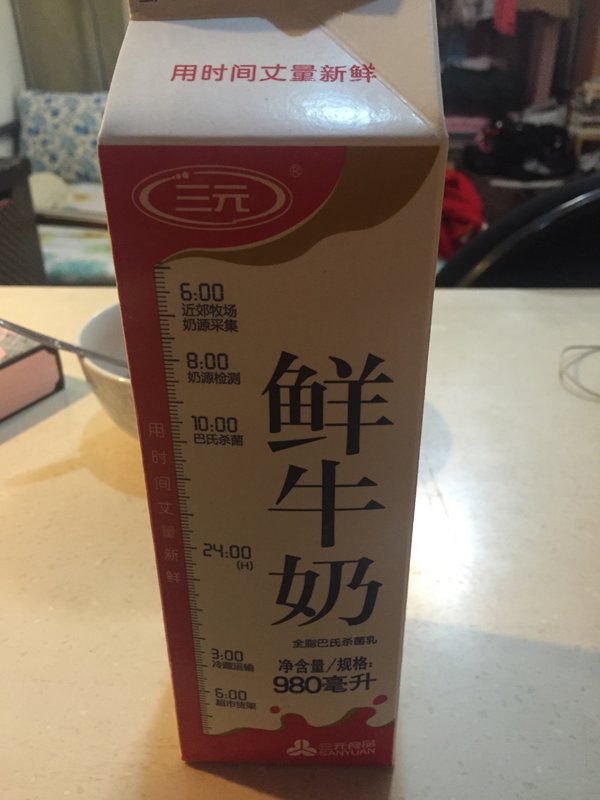 用时间丈量新鲜
三元
®
6:00
近郊牧场
奶源采集
8:00
奶源检测
10:00
巴氏杀菌
用时间丈量新鲜
鲜牛奶
24:00
(H)
全脂巴氏杀菌乳
3:00
冷藏运输
净含量/规格:
980毫升
6:00
超市货架
三元食品
SANYUAN